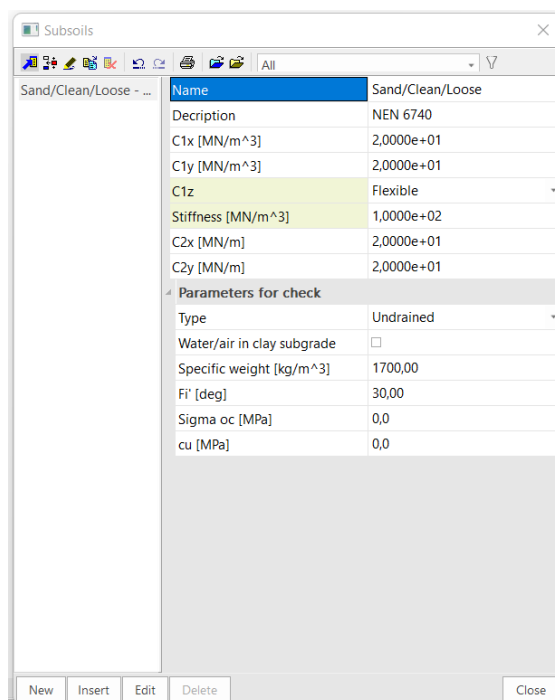 Subsoils
All
Sand/Clean/Loose - ...
Name Sand/Clean/Loose
Decription NEN 6740
C1x [MN/m^3] 2,0000e+01
C1y [MN/m^3] 2,0000e+01
C1z Flexible
Stiffness [MN/m^3] 1,0000e+02
C2x [MN/m] 2,0000e+01
C2y [MN/m] 2,0000e+01
Parameters for check
Type Undrained
Water/air in clay subgrade
Specific weight [kg/m^3] 1700,00
Fi' [deg] 30,00
Sigma oc [MPa] 0,0
cu [MPa] 0,0
New Insert Edit Delete Close